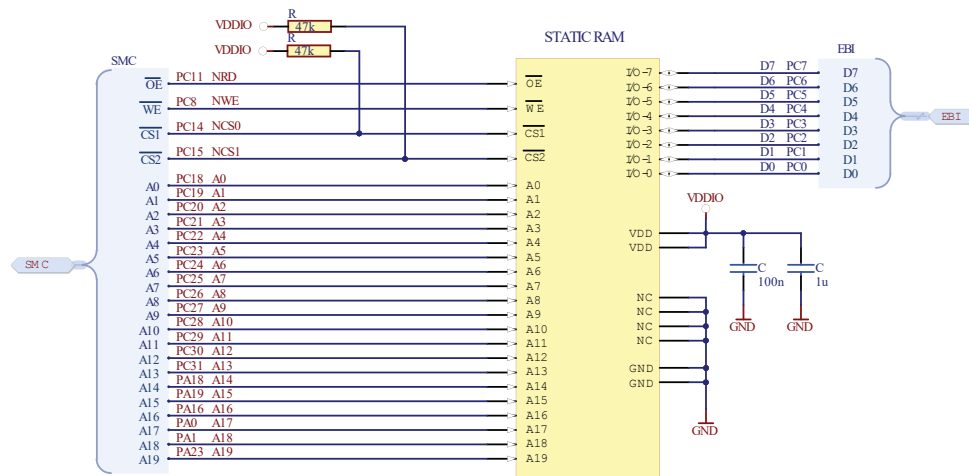 R
VDDIO 47k
R
VDDIO 47k
STATIC RAM
EBI
SMC
OE PC11 NRD OE
WE PC8 NWE WE
CS1 PC14 NCS0 CS1
CS2 PC15 NCS1 CS2
A0 PC18 A0 A0
A1 PC19 A1 A1
A2 PC20 A2 A2
A3 PC21 A3 A3
A4 PC22 A4 A4
A5 PC23 A5 A5
A6 PC24 A6 A6
A7 PC25 A7 A7
A8 PC26 A8 A8
A9 PC27 A9 A9
A10 PC28 A10 A10
A11 PC29 A11 A11
A12 PC30 A12 A12
A13 PC31 A13 A13
A14 PA18 A14 A14
A15 PA19 A15 A15
A16 PA16 A16 A16
A17 PA0 A17 A17
A18 PA1 A18 A18
A19 PA23 A19 A19
SMC
I/O-7 D7 PC7 D7
I/O-6 D6 PC6 D6
I/O-5 D5 PC5 D5
I/O-4 D4 PC4 D4
I/O-3 D3 PC3 D3
I/O-2 D2 PC2 D2
I/O-1 D1 PC1 D1
I/O-0 D0 PC0 D0
EBI
VDDIO
VDD
VDD
C
100n
C
1u
GND
GND
NC
NC
NC
NC
GND
GND
GND